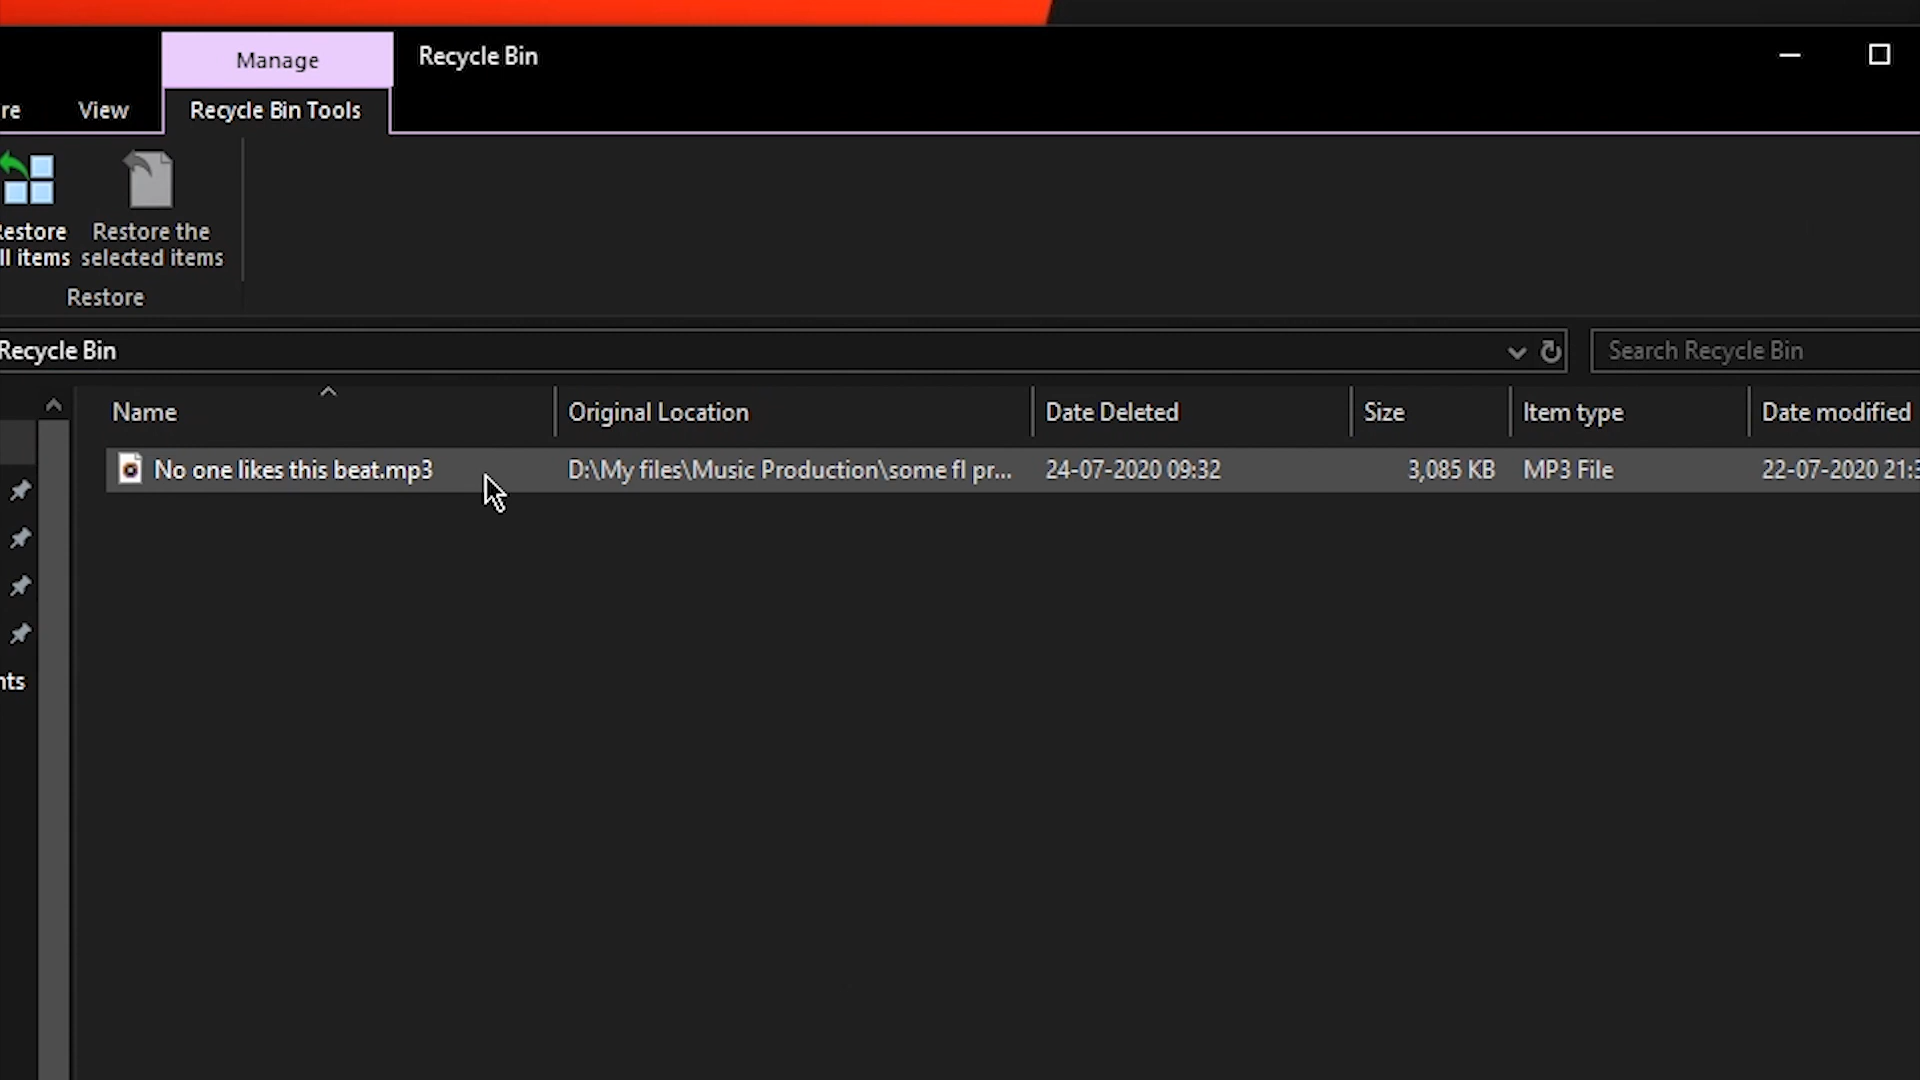 Manage
Recycle Bin
re
View
Recycle Bin Tools
Restore the
selected items
estore
ll items
Restore
Recycle Bin
Search Recycle Bin
Name
Original Location
Date Deleted
Size
Item type
Date modified
No one likes this beat.mp3
D:\My files\Music Production\some fl pr...
24-07-2020 09:32
3,085 KB
MP3 File
22-07-2020 21:3
nts